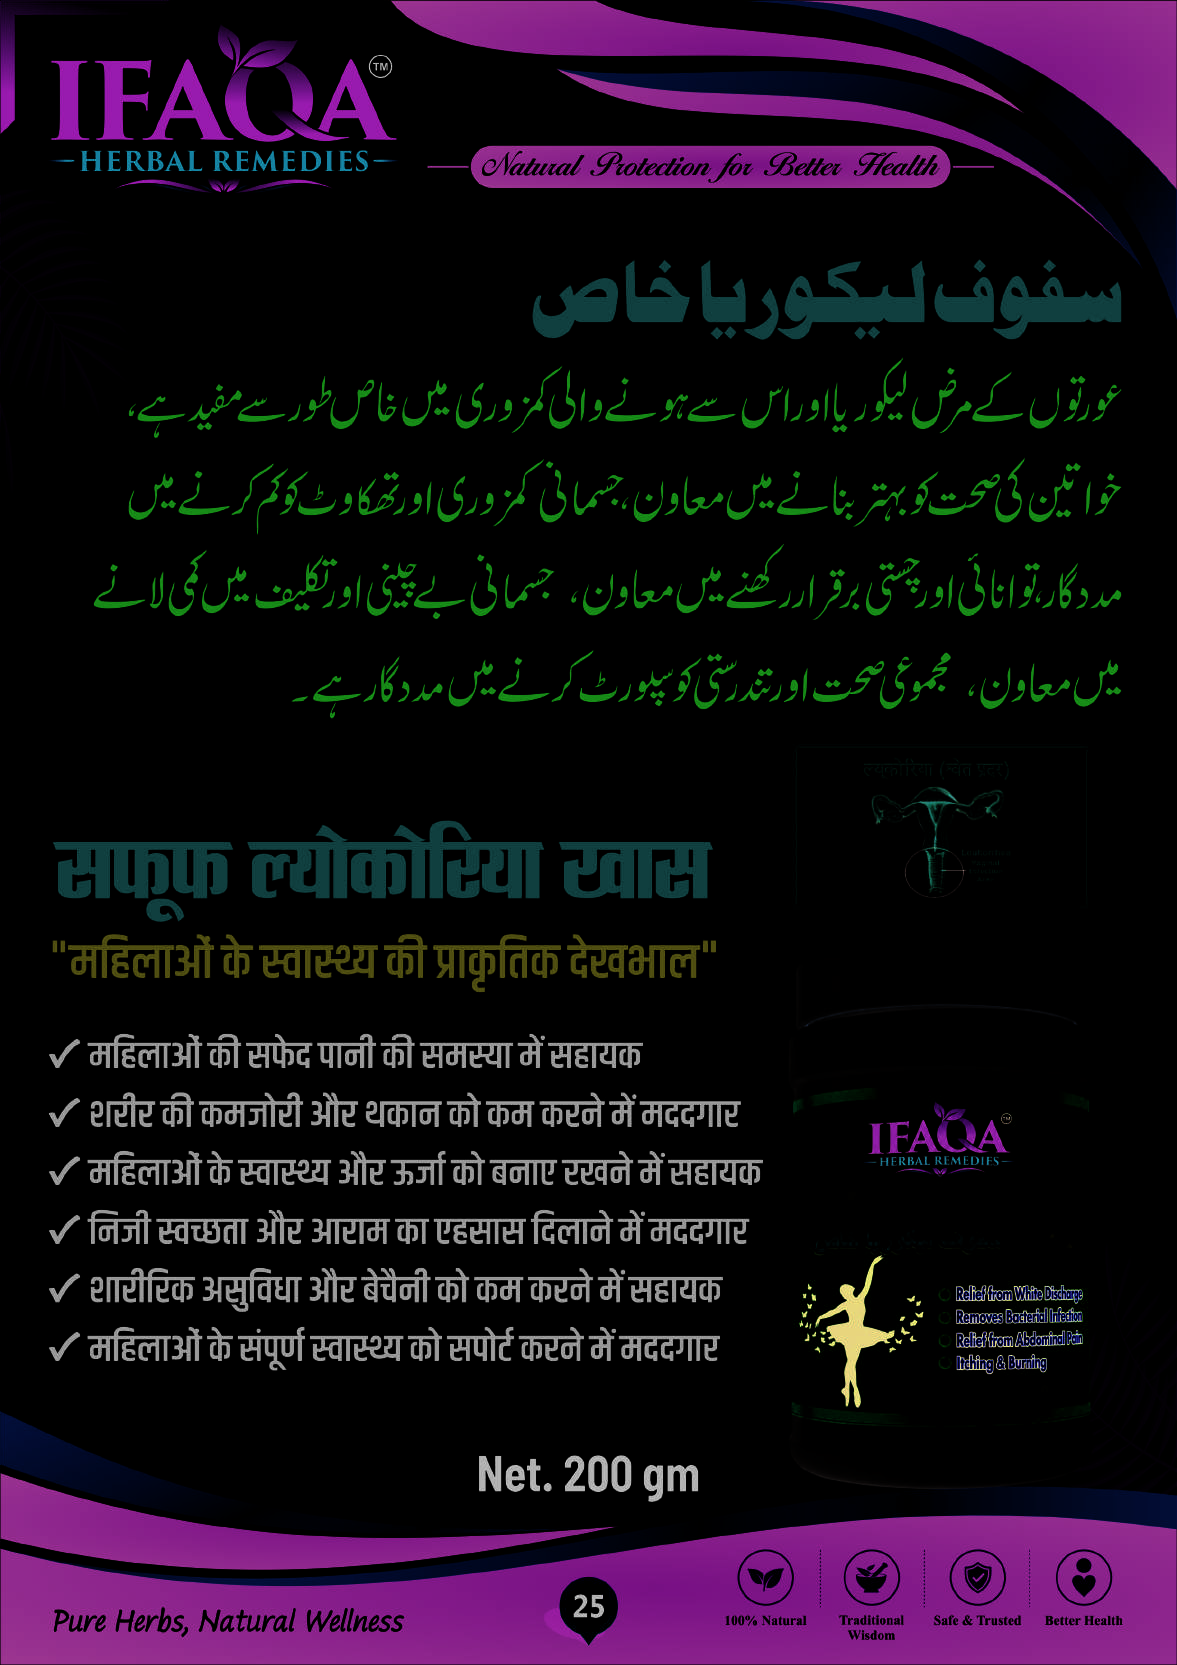 IFAQA
TM
HERBAL REMEDIES
Natural Protection for Better Health
سفوف لیکوریا خاص
عورتوں کے مرض لیکوریا اور اس سے ہونے والی کمزوری میں خاص طور سے مفید ہے،
خواتین کی صحت کو بہتر بنانے میں معاون، جسمانی کمزوری اور تھکاوٹ کو کم کرنے میں
مددگار، توانائی اور چستی برقرار رکھنے میں معاون، جسمانی بے چینی اور تکلیف میں کمی لانے
میں معاون، مجموعی صحت اور تندرستی کو سپورٹ کرنے میں مددگار ہے۔
ल्यूकोरिया (श्वेत प्रदर)
सफूफ ल्योकोरिया खास
"महिलाओं के स्वास्थ्य की प्राकृतिक देखभाल"
✓ महिलाओं की सफेद पानी की समस्या में सहायक
✓ शरीर की कमजोरी और थकान को कम करने में मददगार
✓ महिलाओं के स्वास्थ्य और ऊर्जा को बनाए रखने में सहायक
✓ निजी स्वच्छता और आराम का एहसास दिलाने में मददगार
✓ शारीरिक असुविधा और बेचैनी को कम करने में सहायक
✓ महिलाओं के संपूर्ण स्वास्थ्य को सपोर्ट करने में मददगार
IFAQA
TM
HERBAL REMEDIES
Relief from White Discharge
Removes Bacterial Infection
Relief from Abdominal Pain
Itching & Burning
Net. 200 gm
Pure Herbs, Natural Wellness
25
100% Natural
Traditional
Wisdom
Safe & Trusted
Better Health